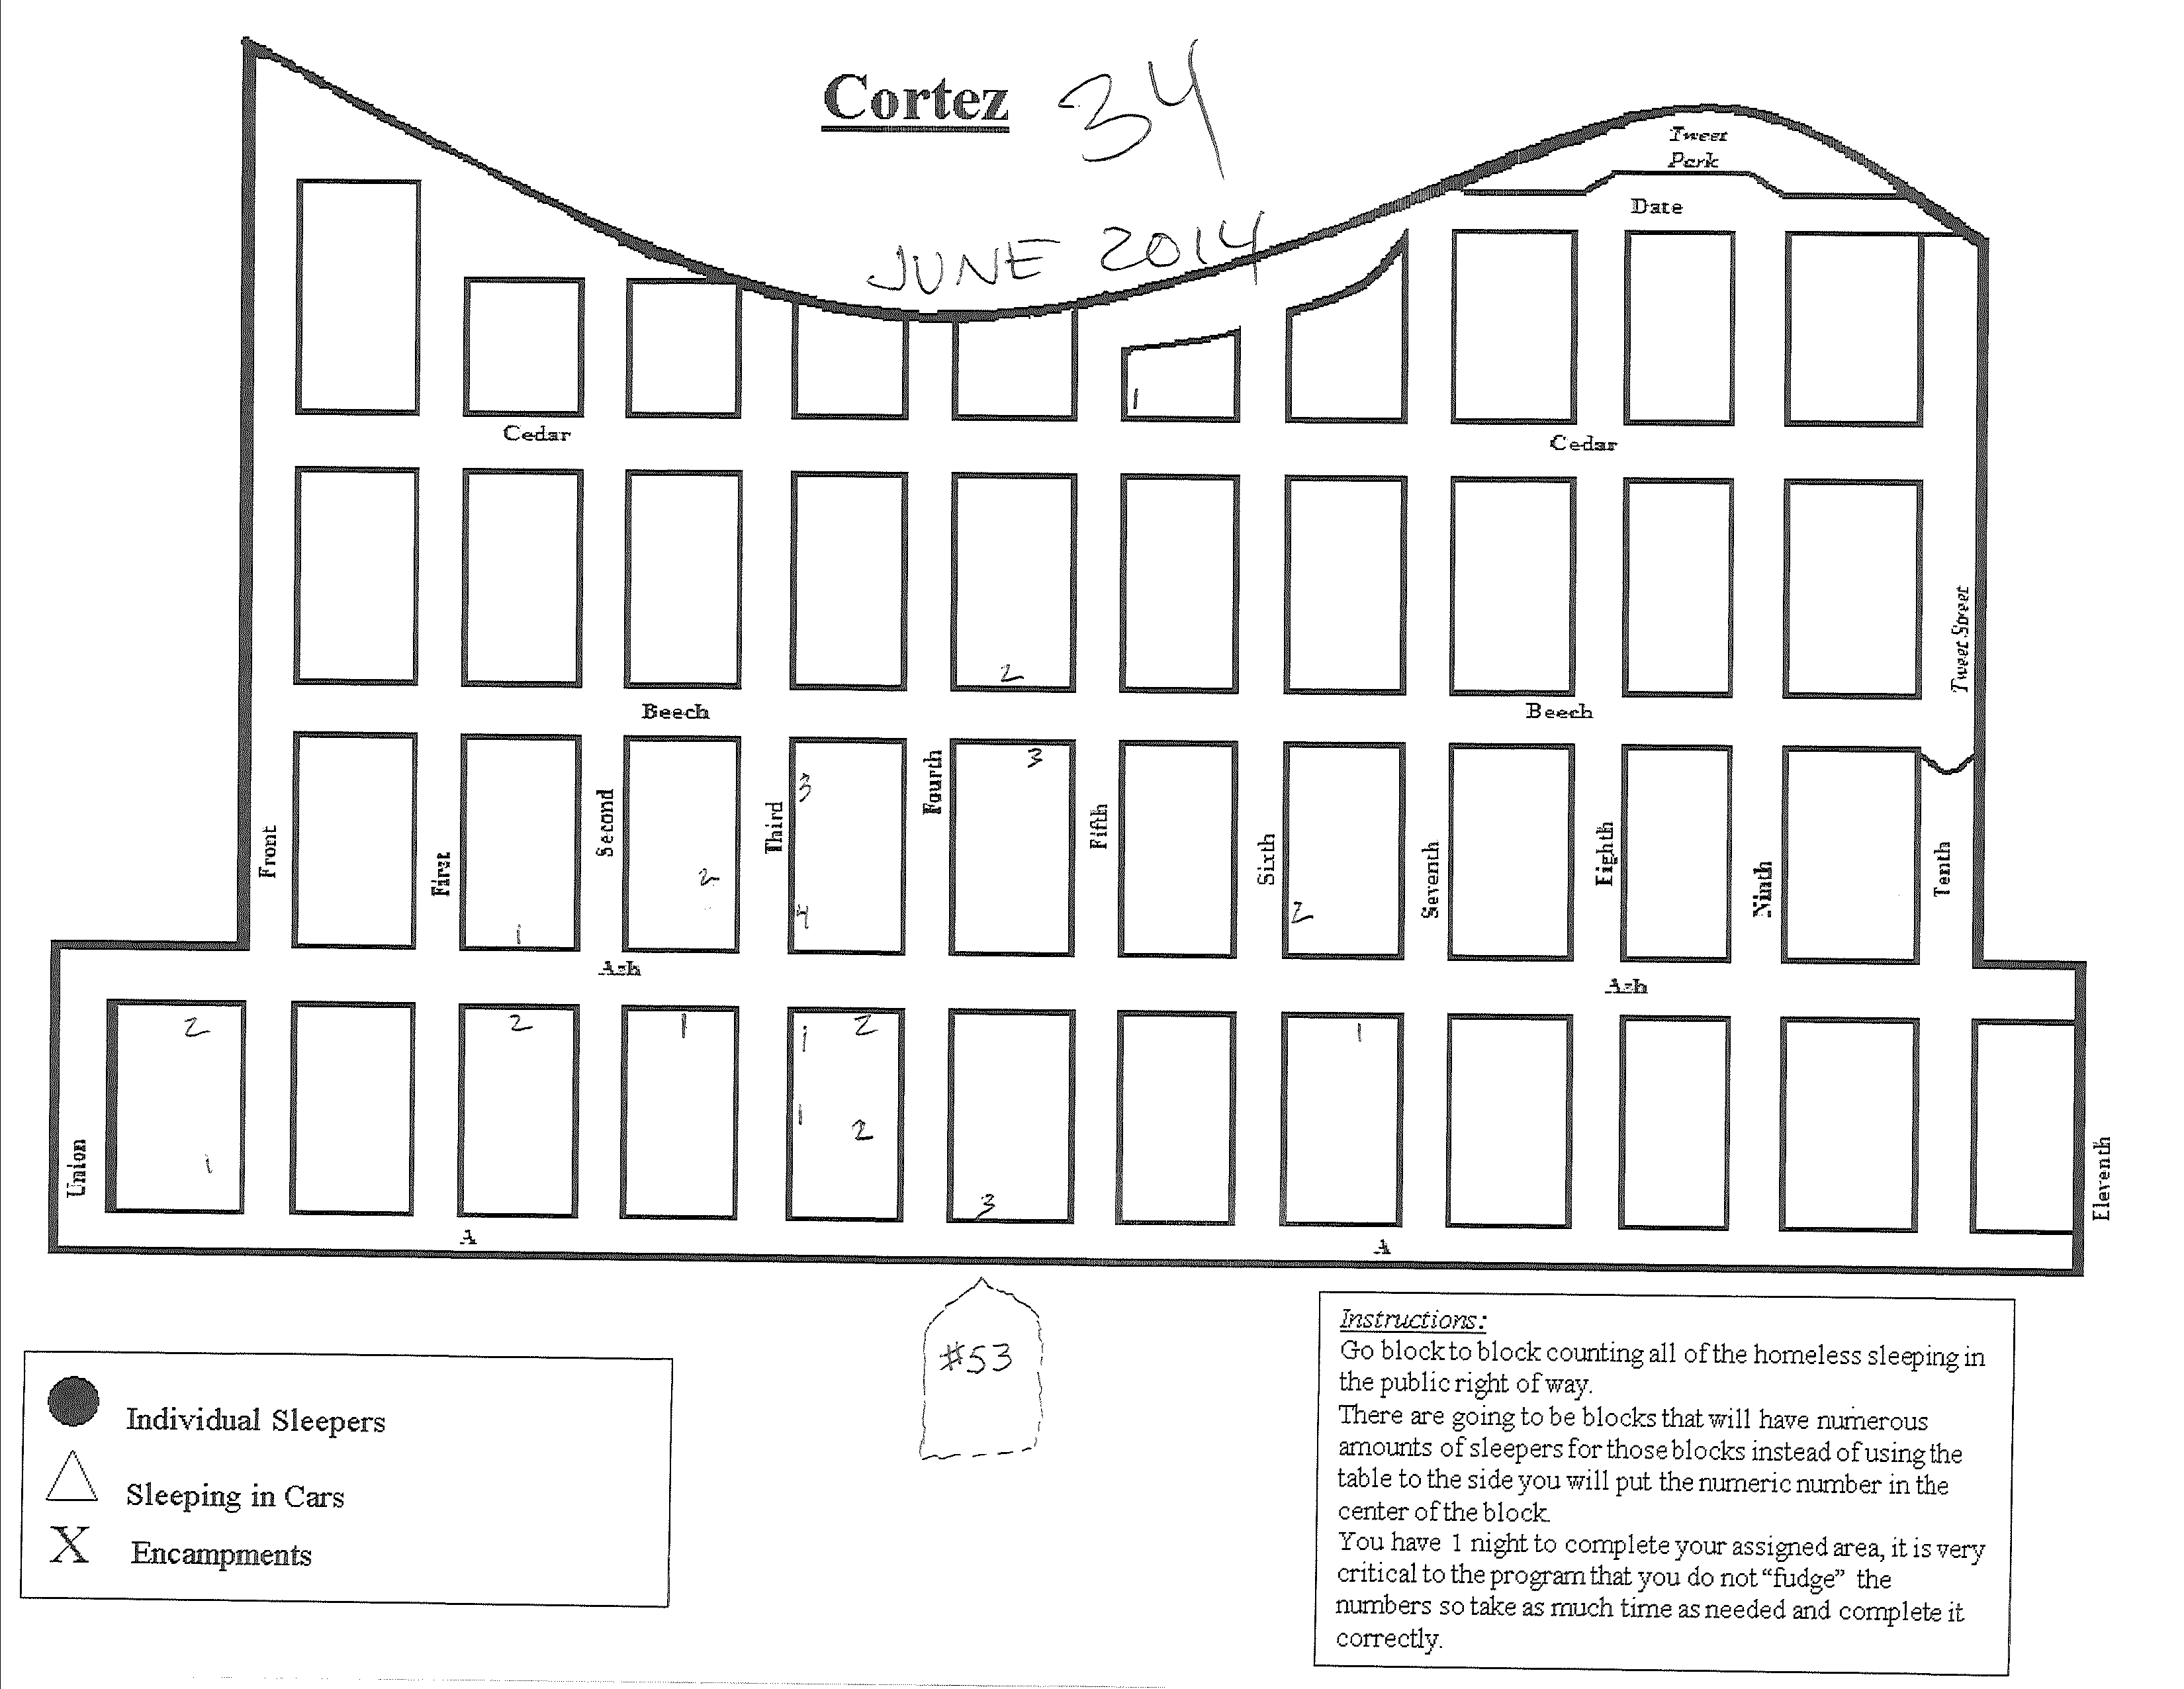 Cortez 34
JUNE 2014
Tweet
Park
Date
1
Cedar
Cedar
2
Tweet Street
Beech
Beech
Front
First
Second
Third
Fourth
Fifth
Sixth
Seventh
Eighth
Ninth
Tenth
3
3
2
4
2
1
Ash
Ash
Union
2
2
1
1
2
1
1
2
1
3
Eleventh
A
A
#53
Individual Sleepers
Sleeping in Cars
X Encampments
Instructions:
Go block to block counting all of the homeless sleeping in
the public right of way.
There are going to be blocks that will have numerous
amounts of sleepers for those blocks instead of using the
table to the side you will put the numeric number in the
center of the block.
You have 1 night to complete your assigned area, it is very
critical to the program that you do not “fudge” the
numbers so take as much time as needed and complete it
correctly.